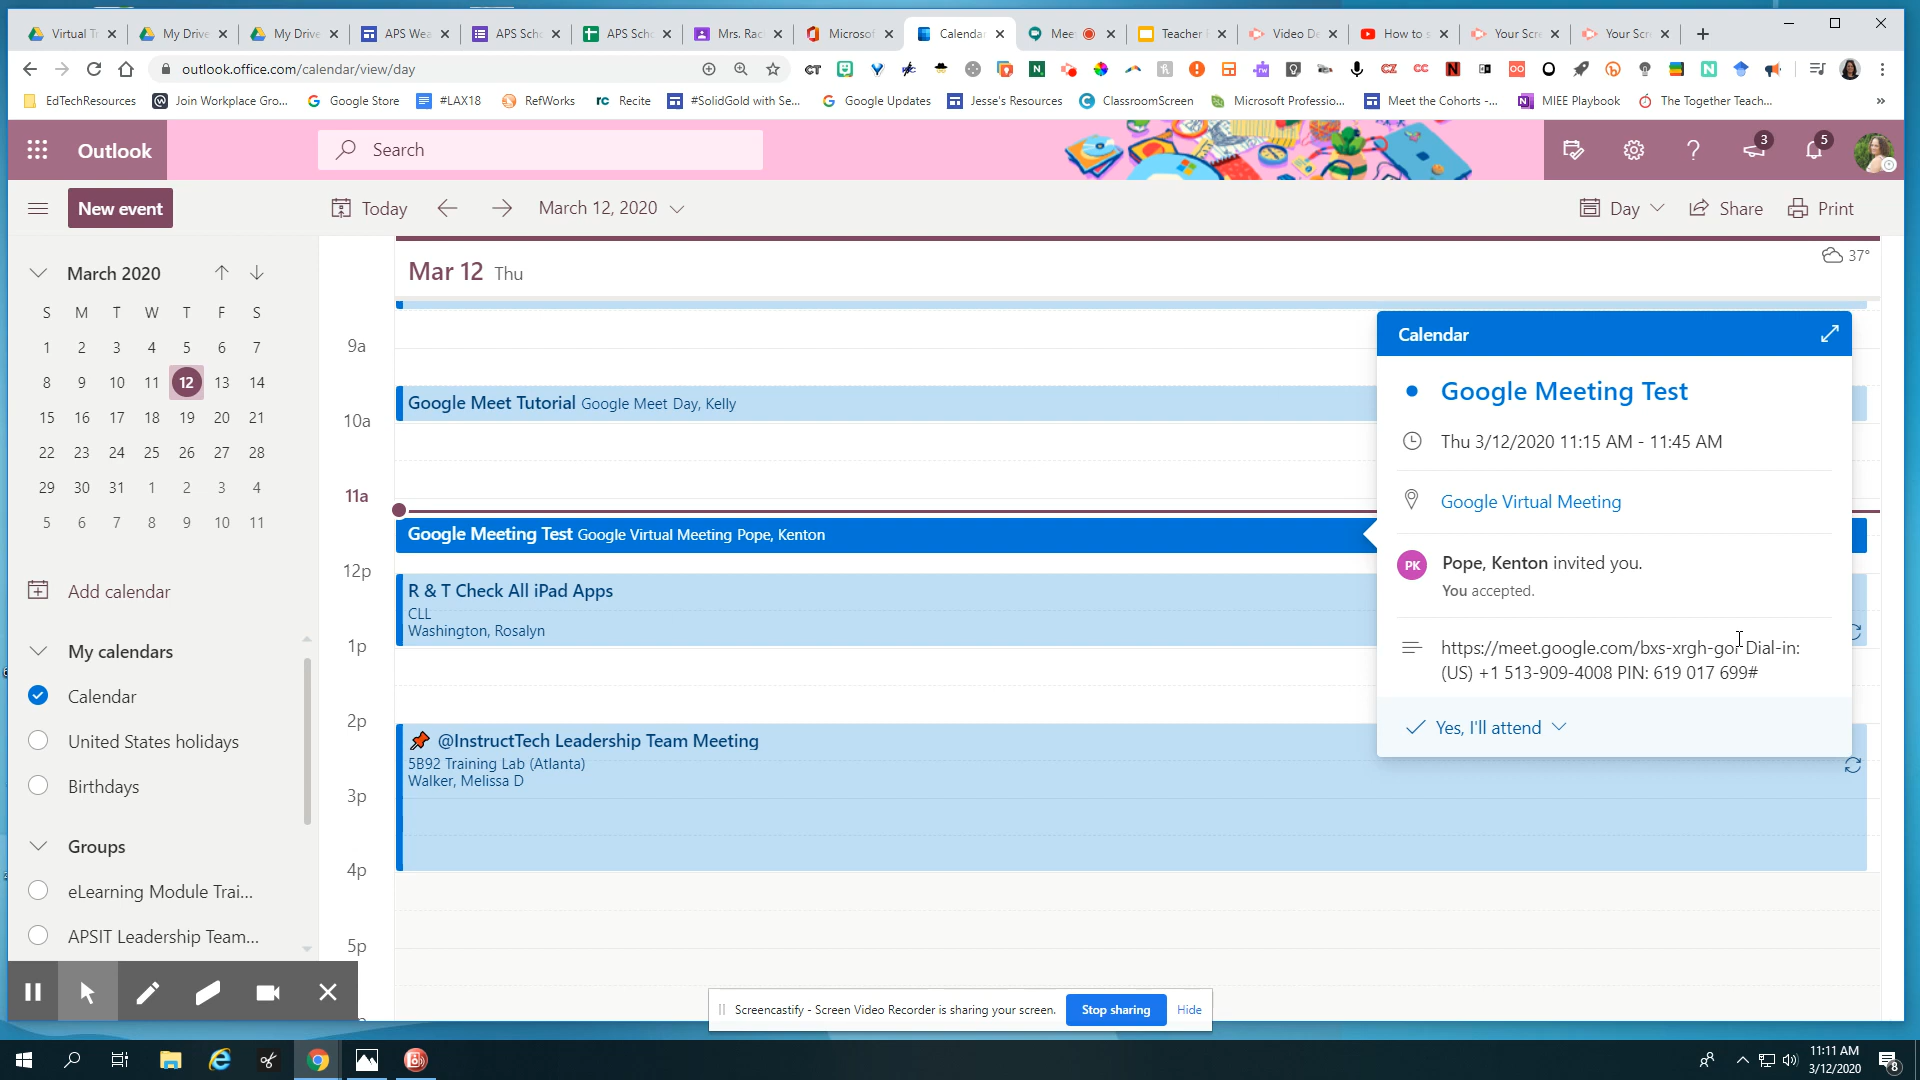 Virtual Tr
My Drive
My Drive
APS Wea
APS Scho
APS Scho
Mrs. Rac
Microsof
Calendar
Mee
Teacher
Video De
How to s
Your Scre
Your Scre
outlook.office.com/calendar/view/day
EdTechResources
Join Workplace Gro...
Google Store
#LAX18
RefWorks
Recite
#SolidGold with Se...
Google Updates
Jesse's Resources
ClassroomScreen
Microsoft Professio...
Meet the Cohorts -...
MIEE Playbook
The Together Teach...
»
Outlook
Search
3
5
New event
Today
March 12, 2020
Day
Share
Print
March 2020
S M T W T F S
1 2 3 4 5 6 7
8 9 10 11 12 13 14
15 16 17 18 19 20 21
22 23 24 25 26 27 28
29 30 31 1 2 3 4
5 6 7 8 9 10 11
Add calendar
My calendars
Calendar
United States holidays
Birthdays
Groups
eLearning Module Trai...
APSIT Leadership Team...
Mar 12 Thu
37°
9a
Google Meet Tutorial Google Meet Day, Kelly
10a
11a
Google Meeting Test Google Virtual Meeting Pope, Kenton
12p
R & T Check All iPad Apps
CLL
Washington, Rosalyn
1p
2p
@InstructTech Leadership Team Meeting
5B92 Training Lab (Atlanta)
Walker, Melissa D
3p
4p
5p
Calendar
Google Meeting Test
Thu 3/12/2020 11:15 AM - 11:45 AM
Google Virtual Meeting
PK
Pope, Kenton invited you.
You accepted.
https://meet.google.com/bxs-xrgh-gor Dial-in:
(US) +1 513-909-4008 PIN: 619 017 699#
Yes, I'll attend
Screencastify - Screen Video Recorder is sharing your screen.
Stop sharing
Hide
11:11 AM
3/12/2020
8